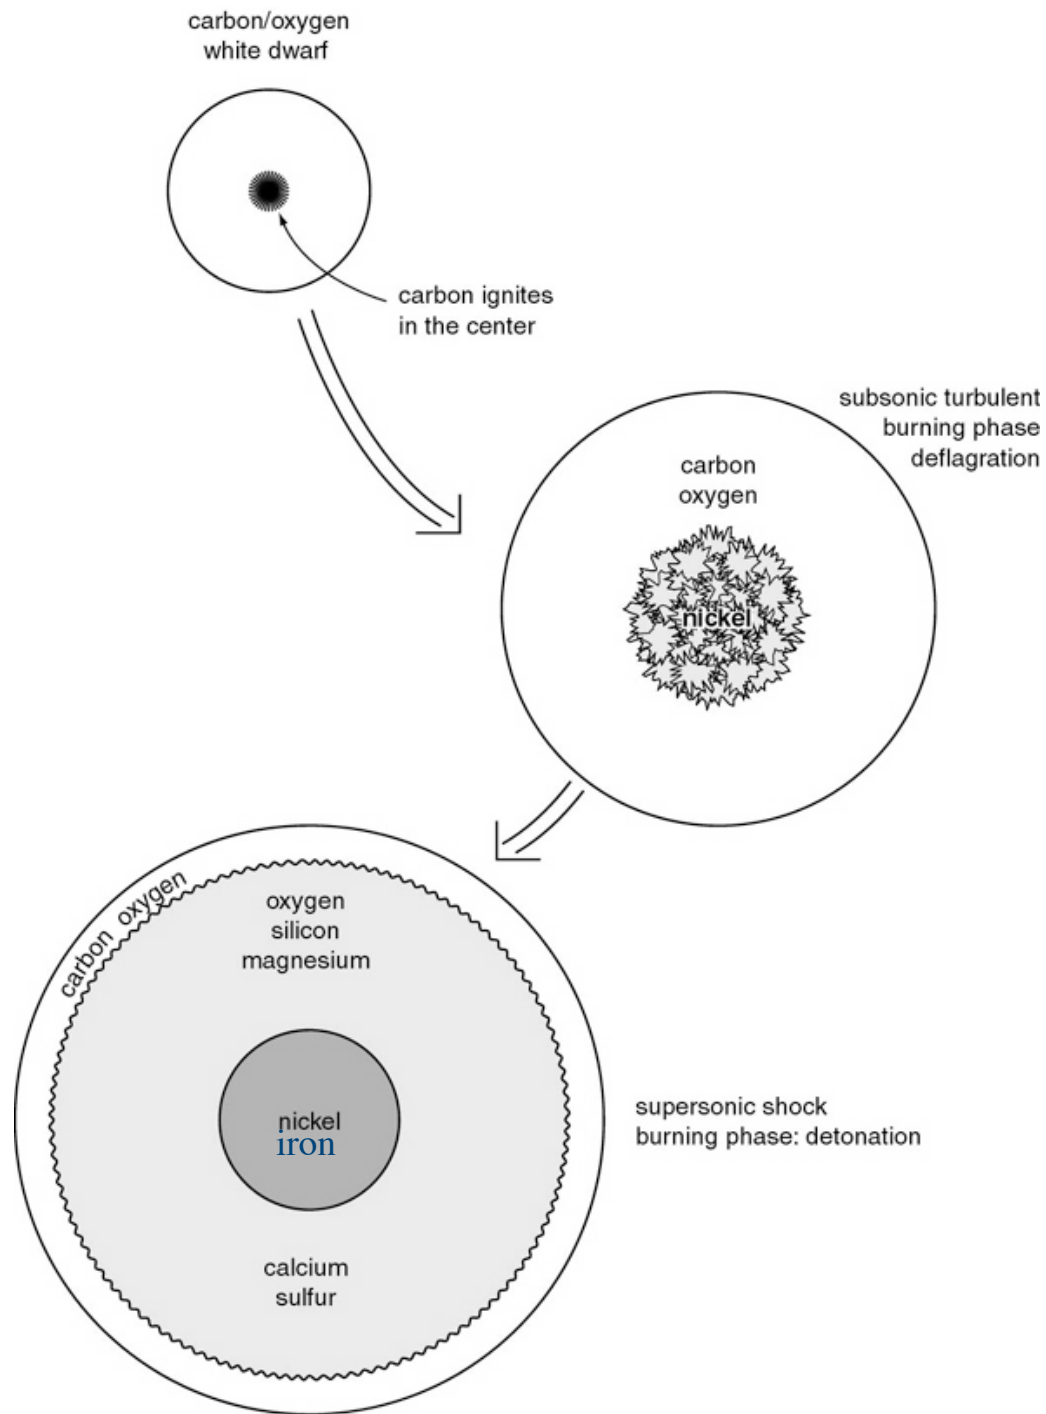 carbon/oxygen
white dwarf
carbon ignites
in the center
subsonic turbulent
burning phase
deflagration
carbon
oxygen
nickel
carbon oxygen
oxygen
silicon
magnesium
nickel
iron
calcium
sulfur
supersonic shock
burning phase: detonation